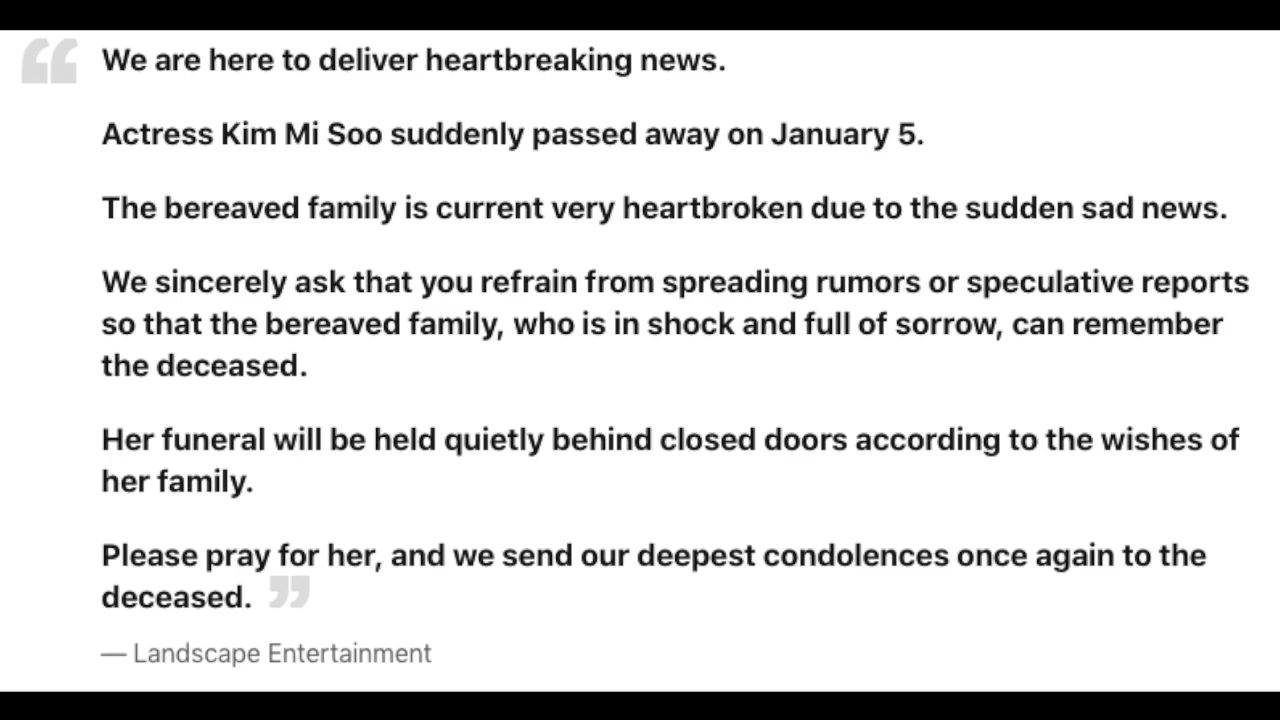 “
We are here to deliver heartbreaking news.
Actress Kim Mi Soo suddenly passed away on January 5.
The bereaved family is current very heartbroken due to the sudden sad news.
We sincerely ask that you refrain from spreading rumors or speculative reports
so that the bereaved family, who is in shock and full of sorrow, can remember
the deceased.
Her funeral will be held quietly behind closed doors according to the wishes of
her family.
Please pray for her, and we send our deepest condolences once again to the
deceased. ”
— Landscape Entertainment